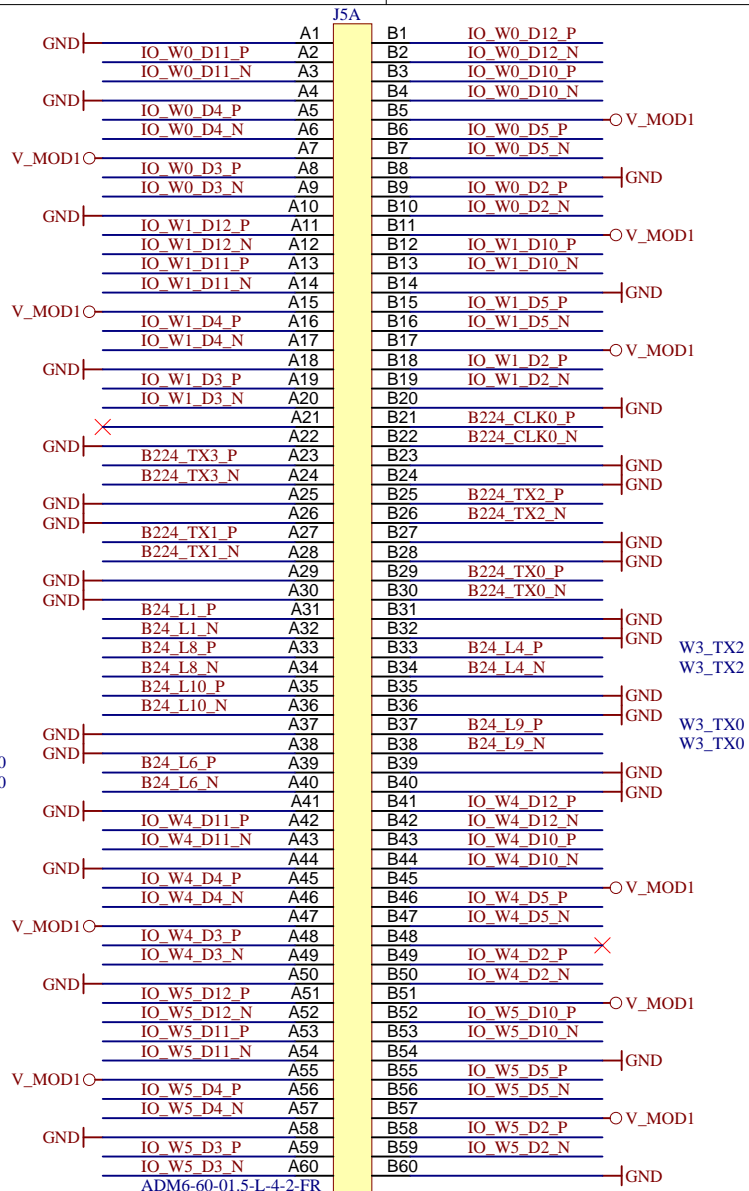 J5A
GND A1 B1 IO_W0_D12_P
IO_W0_D11_P A2 B2 IO_W0_D12_N
IO_W0_D11_N A3 B3 IO_W0_D10_P
GND A4 B4 IO_W0_D10_N
IO_W0_D4_P A5 B5 V_MOD1
IO_W0_D4_N A6 B6 IO_W0_D5_P
V_MOD1 A7 B7 IO_W0_D5_N
IO_W0_D3_P A8 B8 GND
IO_W0_D3_N A9 B9 IO_W0_D2_P
GND A10 B10 IO_W0_D2_N
IO_W1_D12_P A11 B11 V_MOD1
IO_W1_D12_N A12 B12 IO_W1_D10_P
IO_W1_D11_P A13 B13 IO_W1_D10_N
IO_W1_D11_N A14 B14 GND
V_MOD1 A15 B15 IO_W1_D5_P
IO_W1_D4_P A16 B16 IO_W1_D5_N
IO_W1_D4_N A17 B17 V_MOD1
GND A18 B18 IO_W1_D2_P
IO_W1_D3_P A19 B19 IO_W1_D2_N
IO_W1_D3_N A20 B20 GND
A21 B21 B224_CLK0_P
GND A22 B22 B224_CLK0_N
B224_TX3_P A23 B23 GND
B224_TX3_N A24 B24 GND
GND A25 B25 B224_TX2_P
GND A26 B26 B224_TX2_N
B224_TX1_P A27 B27 GND
B224_TX1_N A28 B28 GND
GND A29 B29 B224_TX0_P
GND A30 B30 B224_TX0_N
B24_L1_P A31 B31 GND
B24_L1_N A32 B32 GND
B24_L8_P A33 B33 B24_L4_P W3_TX2
B24_L8_N A34 B34 B24_L4_N W3_TX2
B24_L10_P A35 B35 GND
B24_L10_N A36 B36 GND
GND A37 B37 B24_L9_P W3_TX0
GND A38 B38 B24_L9_N W3_TX0
0 B24_L6_P A39 B39 GND
0 B24_L6_N A40 B40 GND
GND A41 B41 IO_W4_D12_P
IO_W4_D11_P A42 B42 IO_W4_D12_N
IO_W4_D11_N A43 B43 IO_W4_D10_P
GND A44 B44 IO_W4_D10_N
IO_W4_D4_P A45 B45 V_MOD1
IO_W4_D4_N A46 B46 IO_W4_D5_P
V_MOD1 A47 B47 IO_W4_D5_N
IO_W4_D3_P A48 B48
IO_W4_D3_N A49 B49 IO_W4_D2_P
GND A50 B50 IO_W4_D2_N
IO_W5_D12_P A51 B51 V_MOD1
IO_W5_D12_N A52 B52 IO_W5_D10_P
IO_W5_D11_P A53 B53 IO_W5_D10_N
IO_W5_D11_N A54 B54 GND
V_MOD1 A55 B55 IO_W5_D5_P
IO_W5_D4_P A56 B56 IO_W5_D5_N
IO_W5_D4_N A57 B57 V_MOD1
GND A58 B58 IO_W5_D2_P
IO_W5_D3_P A59 B59 IO_W5_D2_N
IO_W5_D3_N A60 B60 GND
ADM6-60-01.5-L-4-2-FR